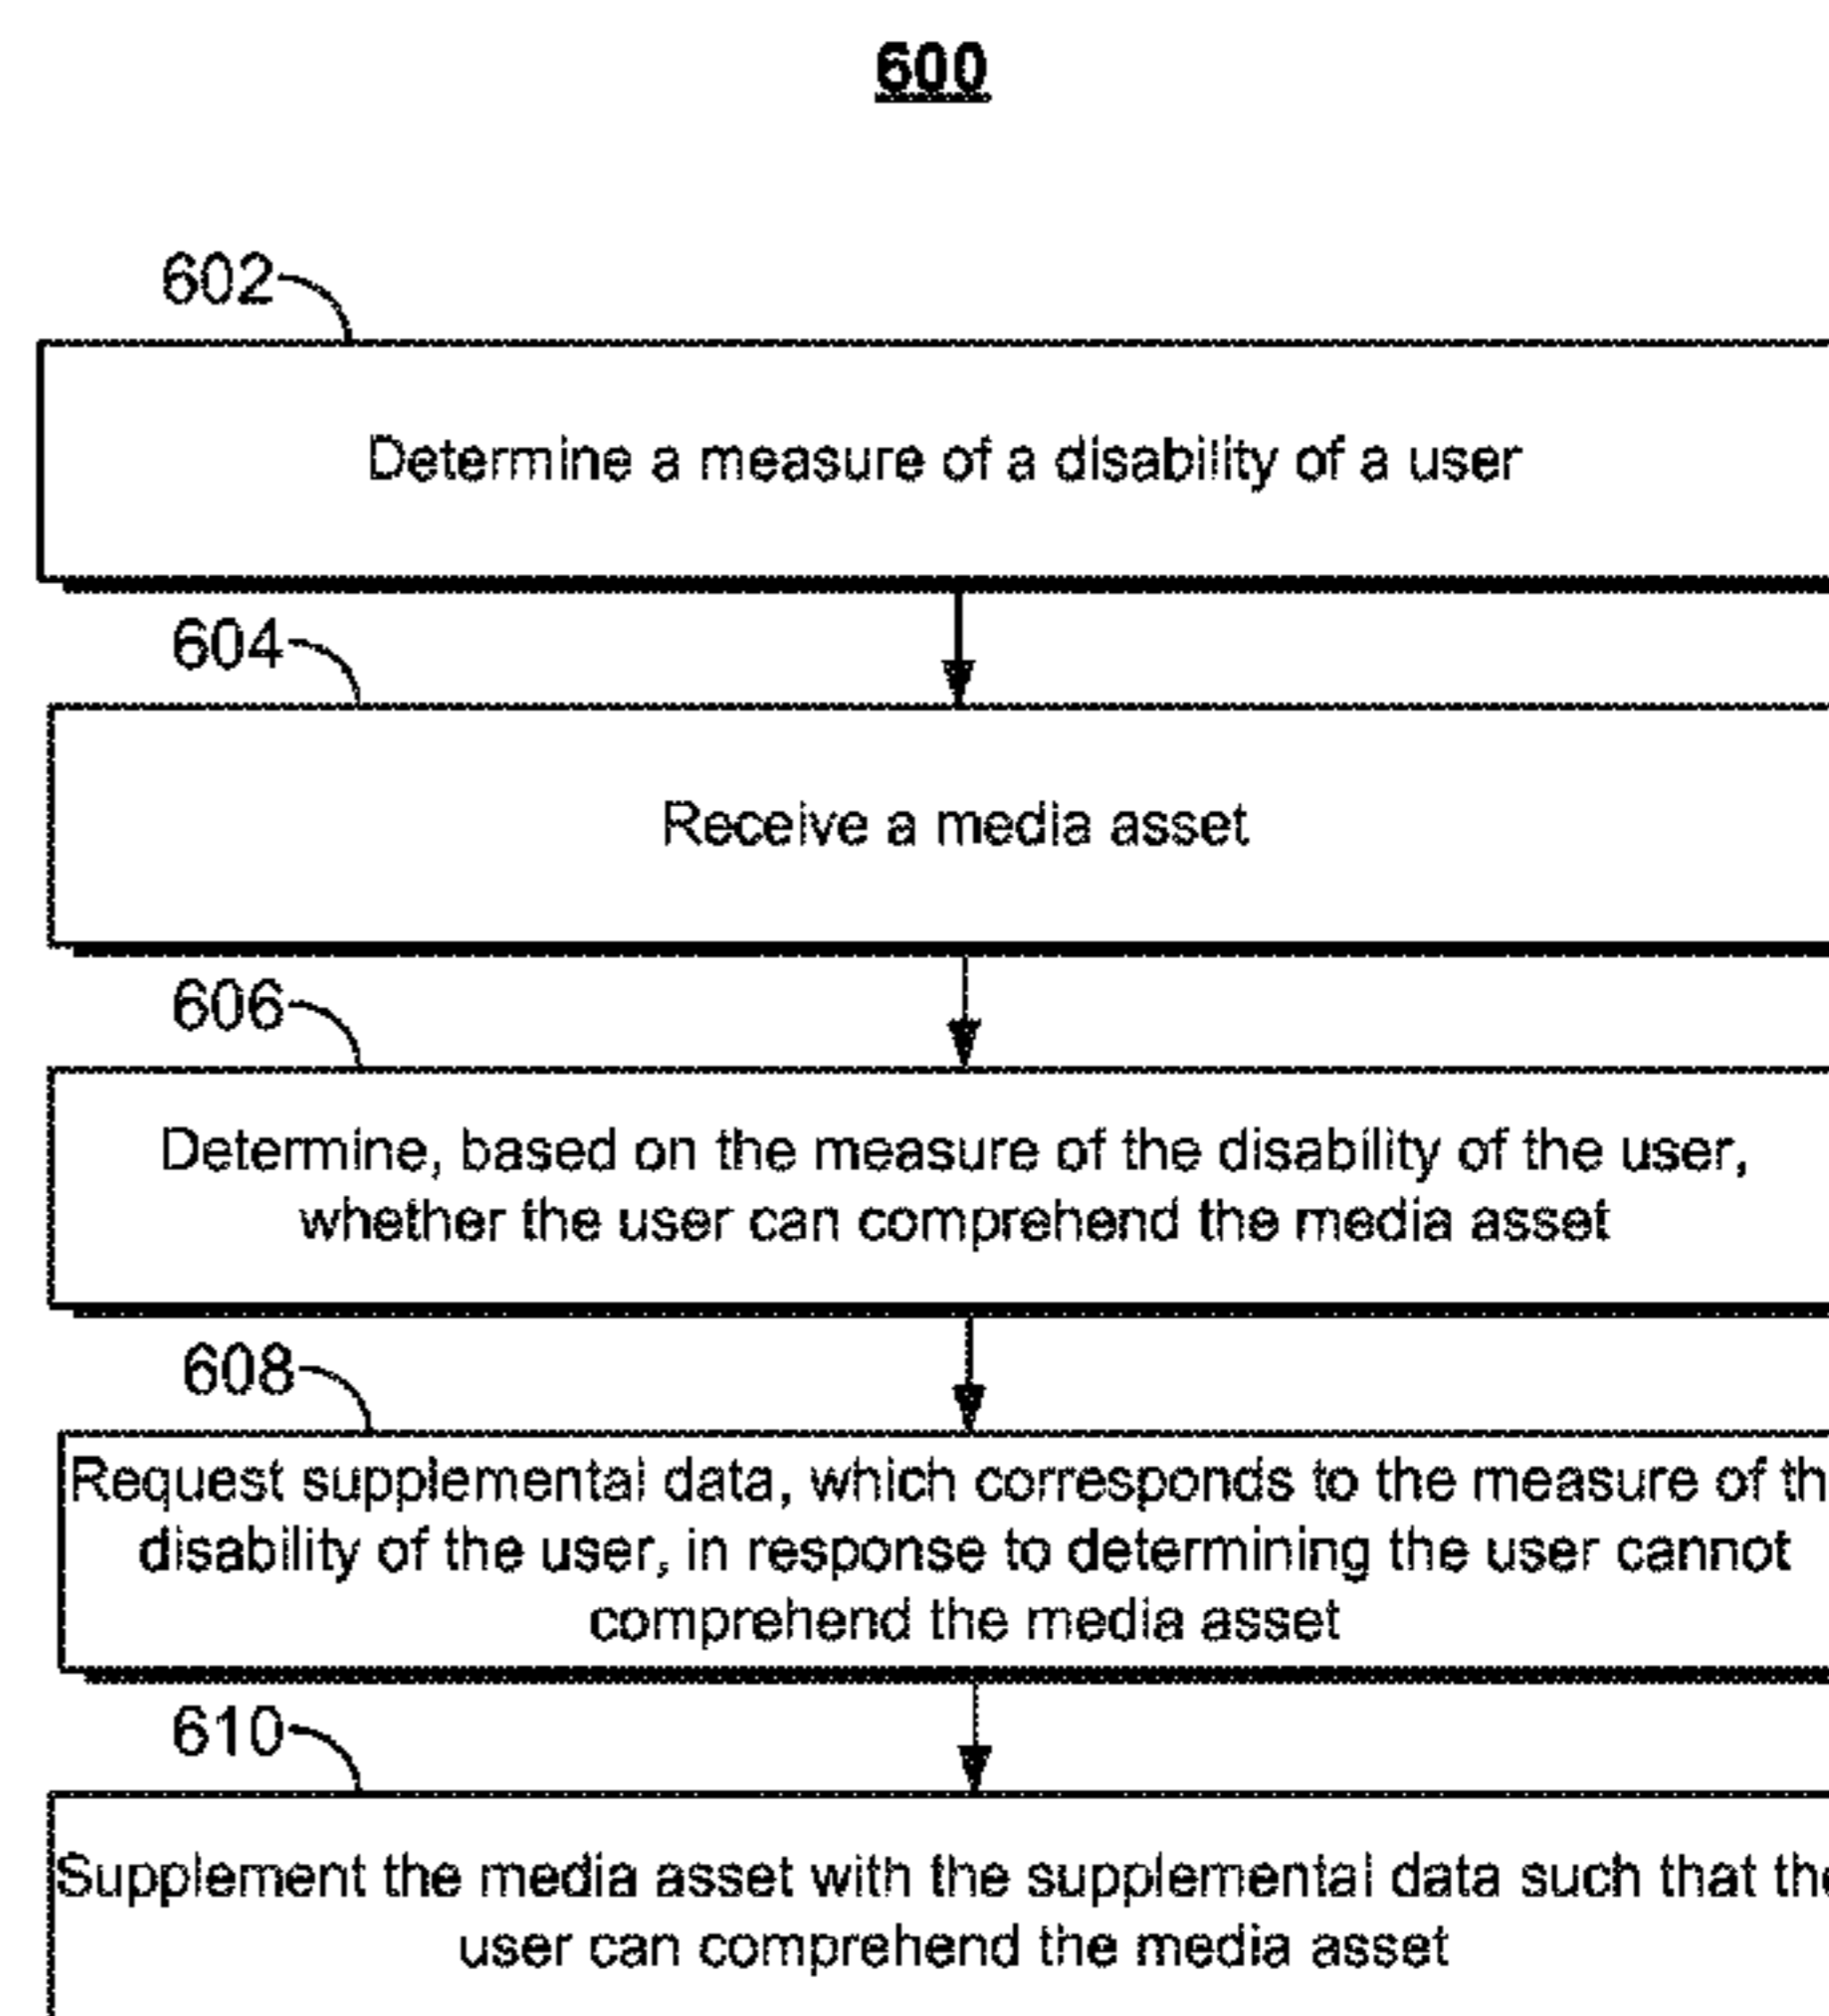 600
602
Determine a measure of a disability of a user
604
Receive a media asset
606
Determine, based on the measure of the disability of the user,
whether the user can comprehend the media asset
608
Request supplemental data, which corresponds to the measure of th
disability of the user, in response to determining the user cannot
comprehend the media asset
610
Supplement the media asset with the supplemental data such that the
user can comprehend the media asset